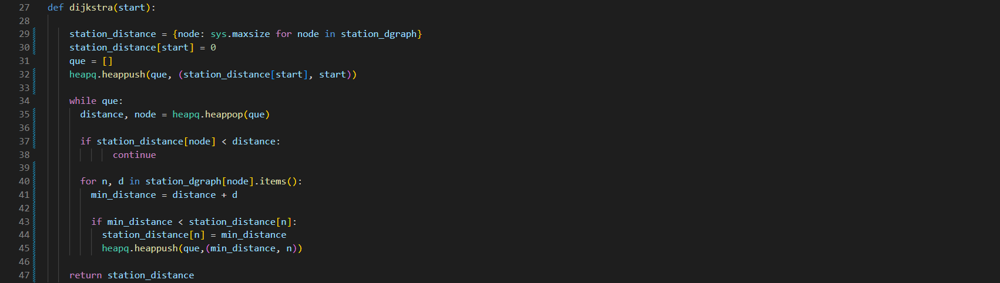 27 def dijkstra(start):
28
29 station_distance = {node: sys.maxsize for node in station_dgraph}
30 station_distance[start] = 0
31 que = []
32 heapq.heappush(que, (station_distance[start], start))
33
34 while que:
35 distance, node = heapq.heappop(que)
36
37 if station_distance[node] < distance:
38 continue
39
40 for n, d in station_dgraph[node].items():
41 min_distance = distance + d
42
43 if min_distance < station_distance[n]:
44 station_distance[n] = min_distance
45 heapq.heappush(que,(min_distance, n))
46
47 return station_distance